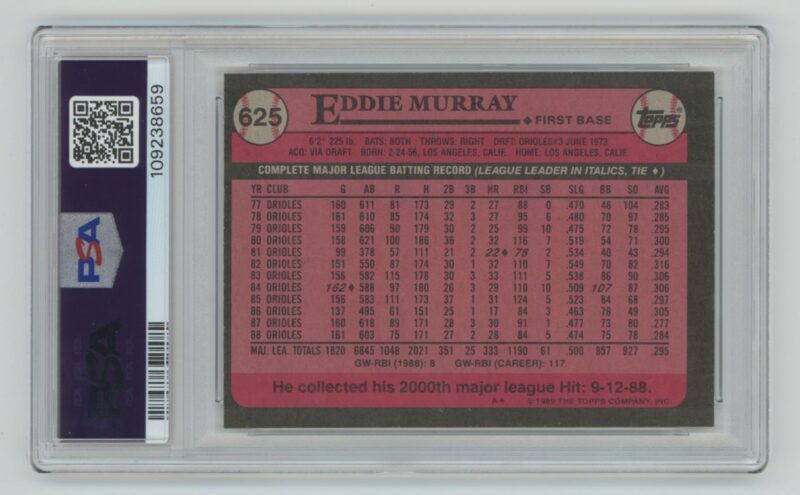 PSA
PSA
109238659
625
EDDIE MURRAY
♦ FIRST BASE
Topps®
6'2" 225 lb. BATS: BOTH THROWS: RIGHT DRFT: ORIOLES#3 JUNE 1973
ACQ: VIA DRAFT BORN: 2-24-56, LOS ANGELES, CALIF. HOME: LOS ANGELES, CALIF.
COMPLETE MAJOR LEAGUE BATTING RECORD (LEAGUE LEADER IN ITALICS, TIE ♦)
YR CLUB G AB R H 2B 3B HR RBI SB SLG BB SO AVG
77 ORIOLES 160 611 81 173 29 2 27 88 0 .470 48 104 .283
78 ORIOLES 161 610 85 174 32 3 27 95 6 .480 70 97 .285
79 ORIOLES 159 606 90 179 30 2 25 99 10 .475 72 78 .295
80 ORIOLES 158 621 100 186 36 2 32 116 7 .519 54 71 .300
81 ORIOLES 99 378 57 111 21 2 22♦ 78 2 .534 40 43 .294
82 ORIOLES 151 550 87 174 30 1 32 110 7 .549 70 82 .316
83 ORIOLES 156 582 115 178 30 3 33 111 5 .538 86 90 .306
84 ORIOLES 162♦ 588 97 180 26 3 29 110 10 .509 107 87 .306
85 ORIOLES 156 583 111 173 37 1 31 124 5 .523 84 68 .297
86 ORIOLES 137 495 61 151 25 1 17 84 3 .463 78 49 .305
87 ORIOLES 160 618 89 171 28 3 30 91 1 .477 73 80 .277
88 ORIOLES 161 603 75 171 27 2 28 84 5 .474 75 78 .284
MAJ. LEA. TOTALS 1820 6845 1048 2021 351 25 333 1190 61 .500 857 927 .295
GW-RBI (1988): 8 GW-RBI (CAREER): 117
He collected his 2000th major league Hit: 9-12-88.
A* ©1989 THE TOPPS COMPANY, INC.